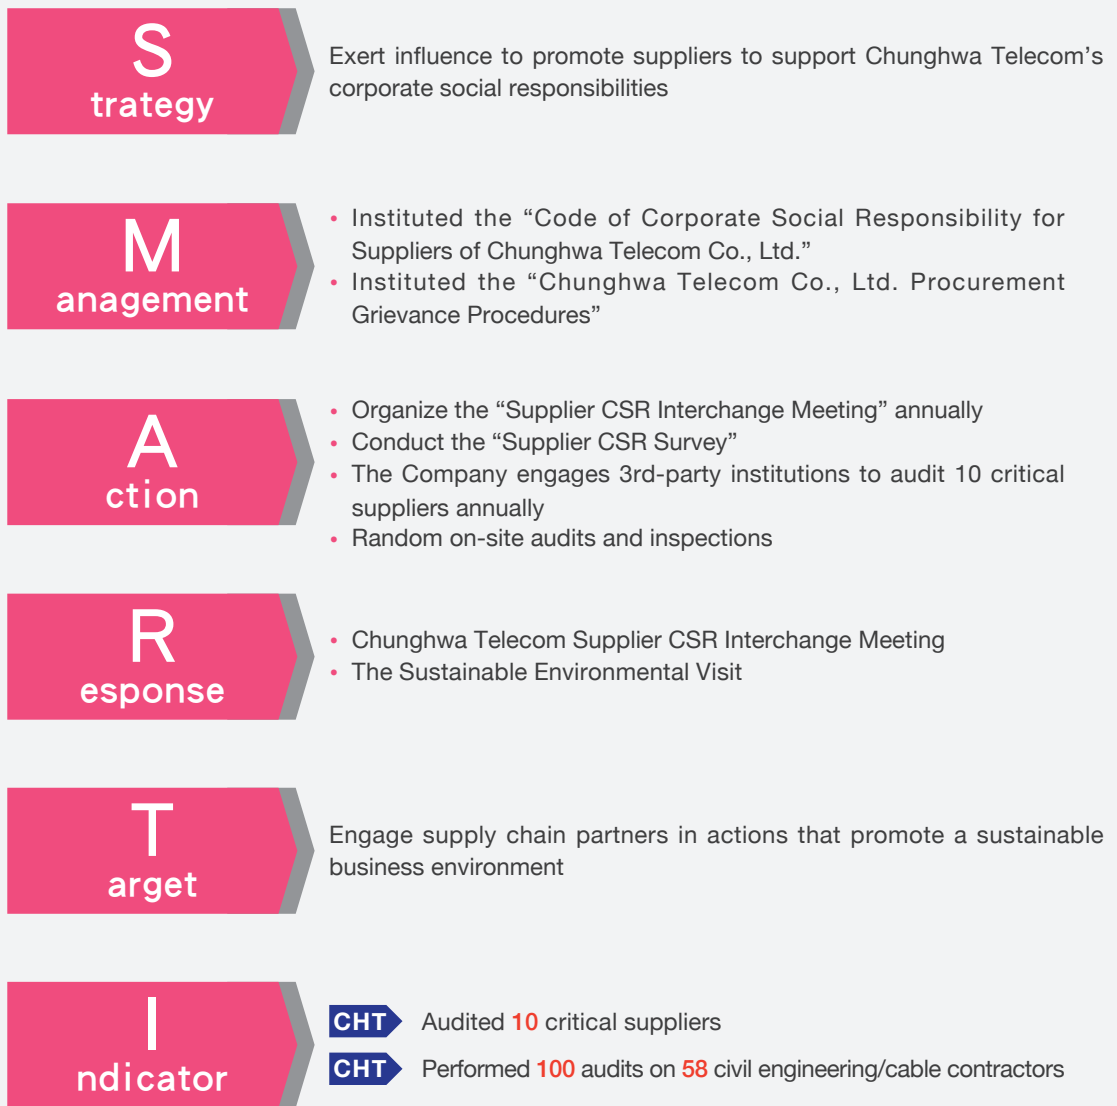 S
trategy
Exert influence to promote suppliers to support Chunghwa Telecom’s
corporate social responsibilities
M
anagement
• Instituted the “Code of Corporate Social Responsibility for
Suppliers of Chunghwa Telecom Co., Ltd.”
• Instituted the “Chunghwa Telecom Co., Ltd. Procurement
Grievance Procedures”
A
ction
• Organize the “Supplier CSR Interchange Meeting” annually
• Conduct the “Supplier CSR Survey”
• The Company engages 3rd-party institutions to audit 10 critical
suppliers annually
• Random on-site audits and inspections
R
esponse
• Chunghwa Telecom Supplier CSR Interchange Meeting
• The Sustainable Environmental Visit
T
arget
Engage supply chain partners in actions that promote a sustainable
business environment
I
ndicator
CHT Audited 10 critical suppliers
CHT Performed 100 audits on 58 civil engineering/cable contractors